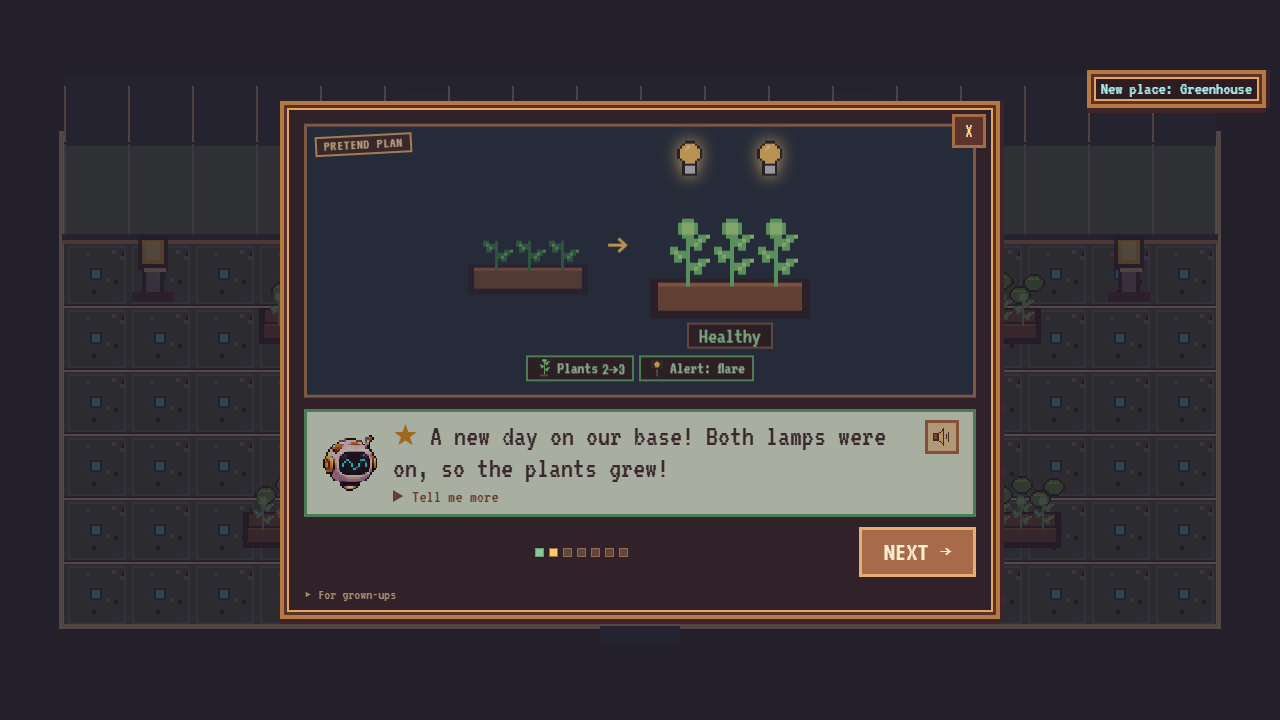 New place: Greenhouse
X
PRETEND PLAN
Healthy
Plants 2→3
Alert: flare
★ A new day on our base! Both lamps were
on, so the plants grew!
▶ Tell me more
NEXT →
▸ For grown-ups